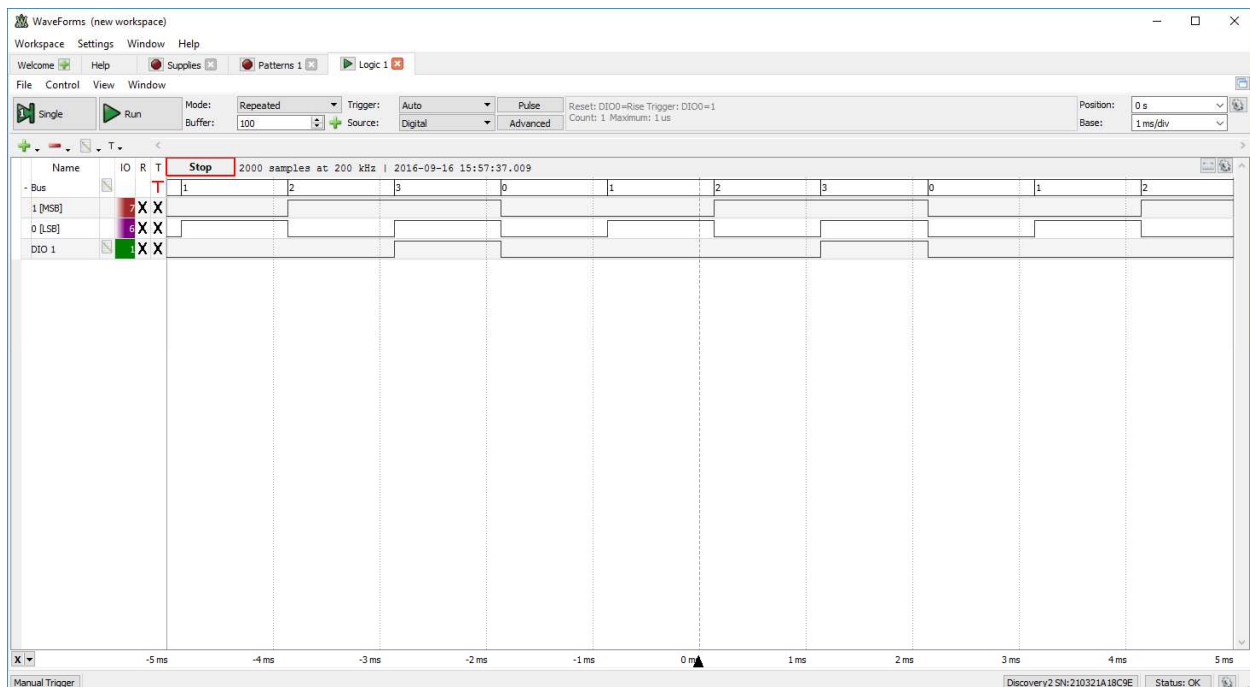 WaveForms (new workspace)
Workspace Settings Window Help
Welcome Help Supplies Patterns 1 Logic 1
File Control View Window
Single Run Mode: Repeated Trigger: Auto Pulse Reset: DIO0=Rise Trigger: DIO0=1 Position: 0 s
Buffer: 100 Source: Digital Advanced Count: 1 Maximum: 1 us Base: 1 ms/div
T
Name IO R T Stop 2000 samples at 200 kHz | 2016-09-16 15:57:37.009
- Bus T 1 2 3 0 1 2 3 0 1 2
1 [MSB] 7 X X
0 [LSB] 6 X X
DIO 1 1 X X
X -5 ms -4 ms -3 ms -2 ms -1 ms 0 ms 1 ms 2 ms 3 ms 4 ms 5 ms
Manual Trigger Discovery2 SN:210321A18C9E Status: OK